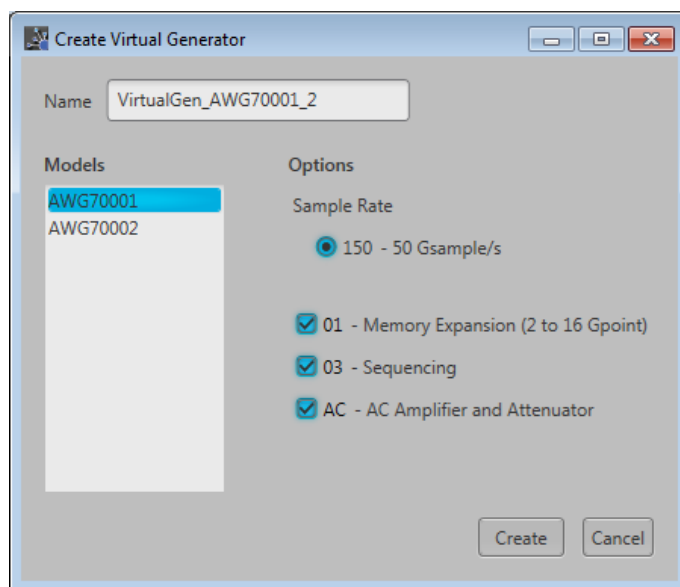 Create Virtual Generator
Name VirtualGen_AWG70001_2
Models
AWG70001
AWG70002
Options
Sample Rate
150 - 50 Gsample/s
01 - Memory Expansion (2 to 16 Gpoint)
03 - Sequencing
AC - AC Amplifier and Attenuator
Create Cancel